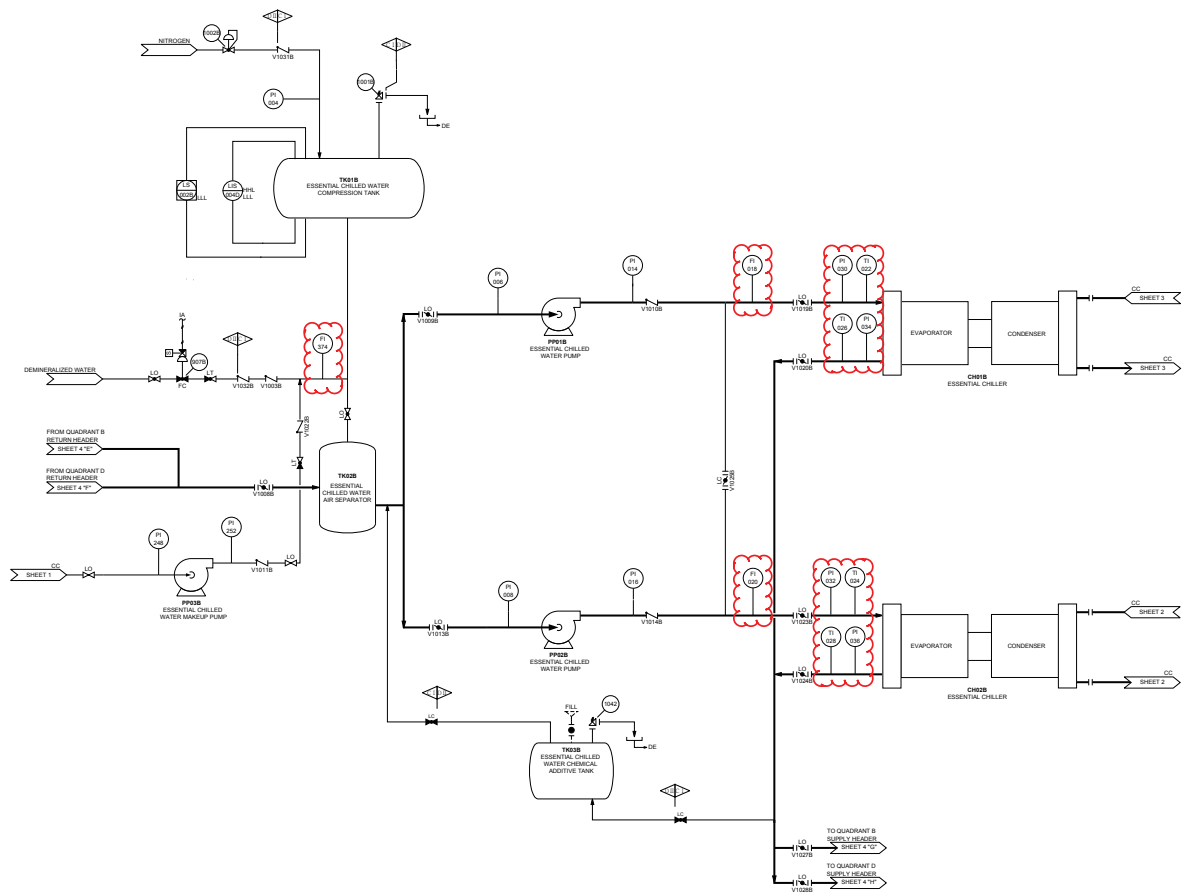 1002B
NITROGEN
V1031B
1001B
PI
004
DE
LS
002B
LLL
LIS
004D
HHL
LLL
TK01B
ESSENTIAL CHILLED WATER
COMPRESSION TANK
PI
006
V1009B
LO
PP01B
ESSENTIAL CHILLED
WATER PUMP
PI
014
V1010B
FI
018
LO
V1019B
PI
030
TI
022
TI
026
PI
034
LO
V1020B
EVAPORATOR
CONDENSER
CH01B
ESSENTIAL CHILLER
CC
SHEET 3
CC
SHEET 3
IA
907B
DEMINERALIZED WATER
LO
FC
LT
V1032B
V1003B
FI
374
LO
V1022B
LT
FROM QUADRANT B
RETURN HEADER
SHEET 4 "E"
FROM QUADRANT D
RETURN HEADER
SHEET 4 "F"
LO
V1008B
TK02B
ESSENTIAL
CHILLED WATER
AIR SEPARATOR
LC
V1025B
CC
SHEET 1
LO
PI
248
PP03B
ESSENTIAL CHILLED
WATER MAKEUP PUMP
PI
252
V1011B
LO
LO
V1013B
PI
008
PP02B
ESSENTIAL CHILLED
WATER PUMP
PI
016
V1014B
FI
020
LO
V1023B
PI
032
TI
024
TI
028
PI
036
LO
V1024B
EVAPORATOR
CONDENSER
CH02B
ESSENTIAL CHILLER
CC
SHEET 2
CC
SHEET 2
LC
FILL
1042
DE
TK03B
ESSENTIAL CHILLED
WATER CHEMICAL
ADDITIVE TANK
LC
TO QUADRANT B
SUPPLY HEADER
SHEET 4 "G"
LO
V1027B
TO QUADRANT D
SUPPLY HEADER
SHEET 4 "H"
LO
V1028B